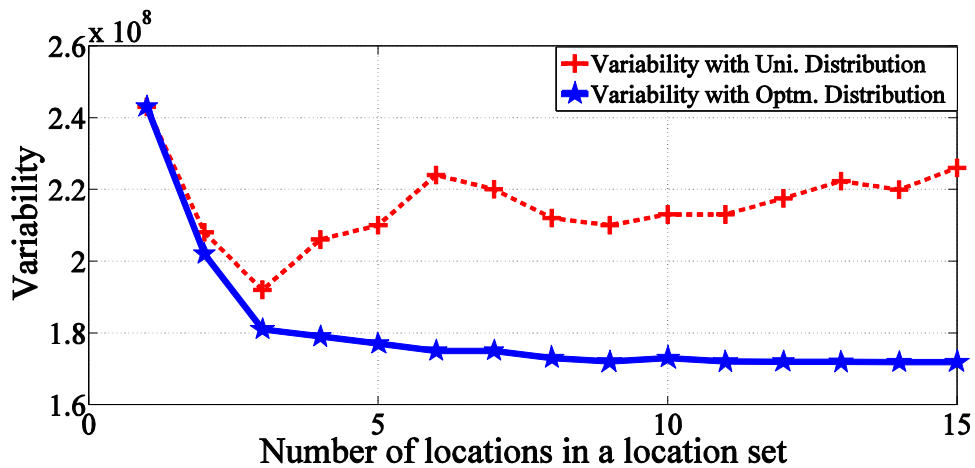 x 10^8
2.6
2.4
2.2
2
1.8
1.6
Variability
Variability with Uni. Distribution
Variability with Optm. Distribution
0 5 10 15
Number of locations in a location set